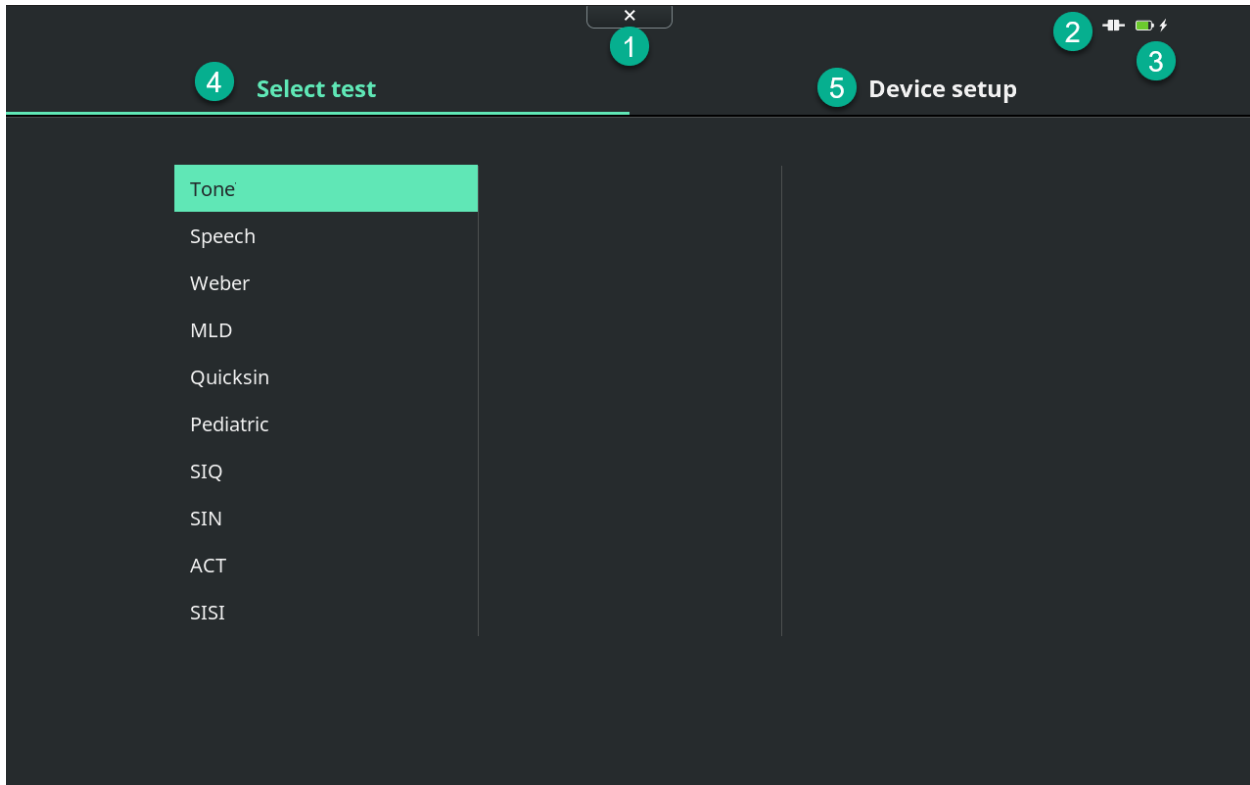 ×
1
2
3
4 Select test
5 Device setup
Tone
Speech
Weber
MLD
Quicksin
Pediatric
SIQ
SIN
ACT
SISI